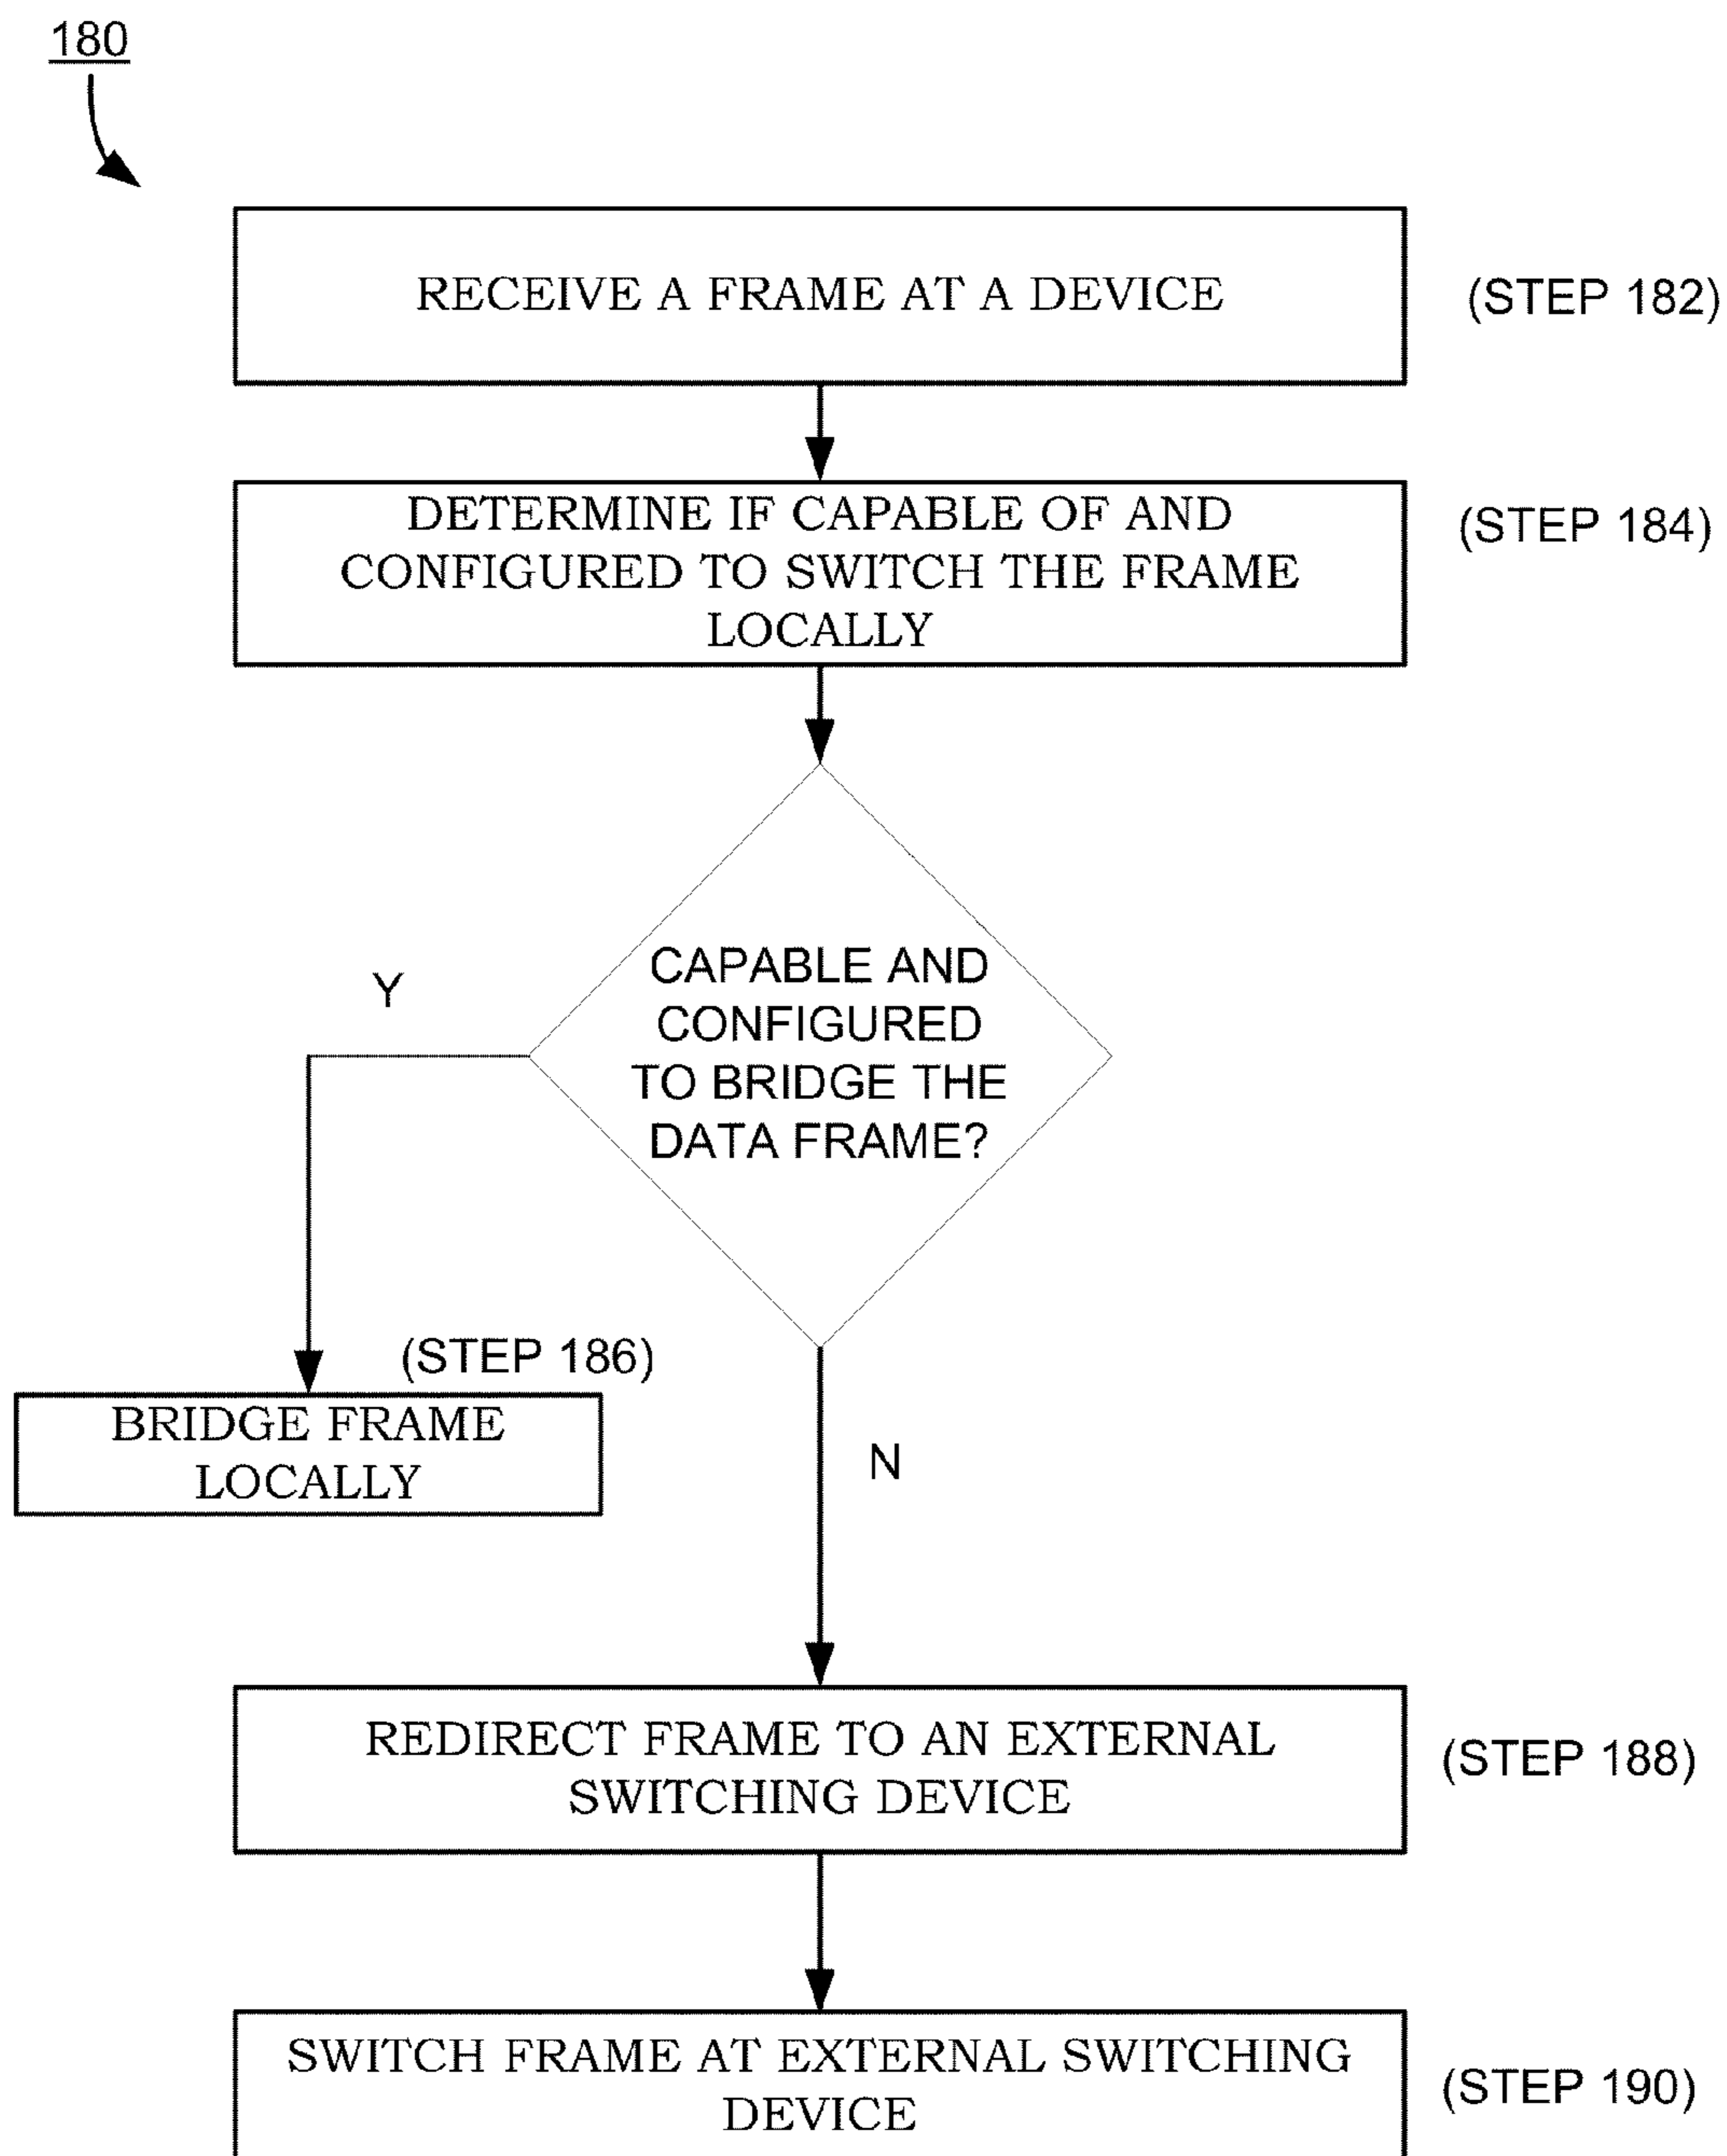 180
RECEIVE A FRAME AT A DEVICE
(STEP 182)
DETERMINE IF CAPABLE OF AND
CONFIGURED TO SWITCH THE FRAME
LOCALLY
(STEP 184)
CAPABLE AND
CONFIGURED
TO BRIDGE THE
DATA FRAME?
Y
(STEP 186)
BRIDGE FRAME
LOCALLY
N
REDIRECT FRAME TO AN EXTERNAL
SWITCHING DEVICE
(STEP 188)
SWITCH FRAME AT EXTERNAL SWITCHING
DEVICE
(STEP 190)